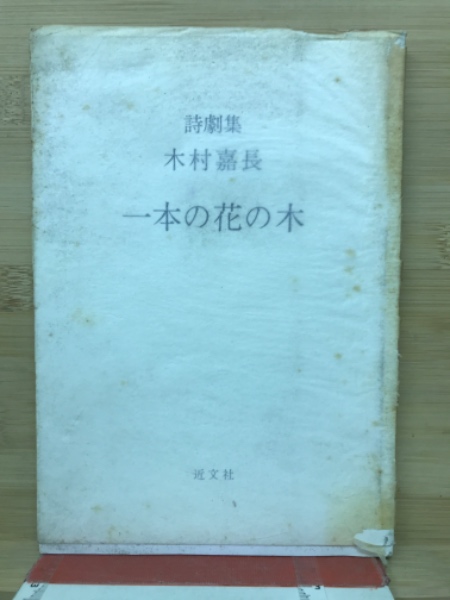 詩劇集
木村嘉長
一本の花の木
近文社